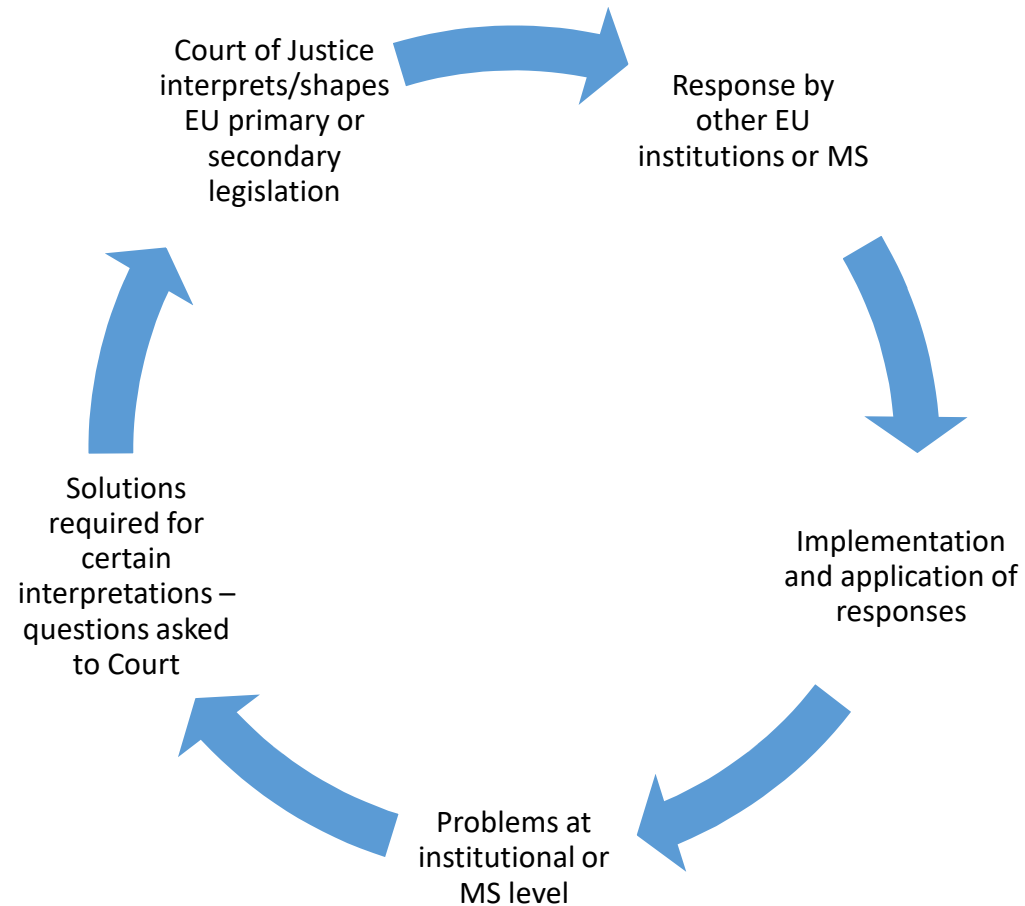 Court of Justice
interprets/shapes
EU primary or
secondary
legislation
Response by
other EU
institutions or MS
Implementation
and application of
responses
Problems at
institutional or
MS level
Solutions
required for
certain
interpretations –
questions asked
to Court